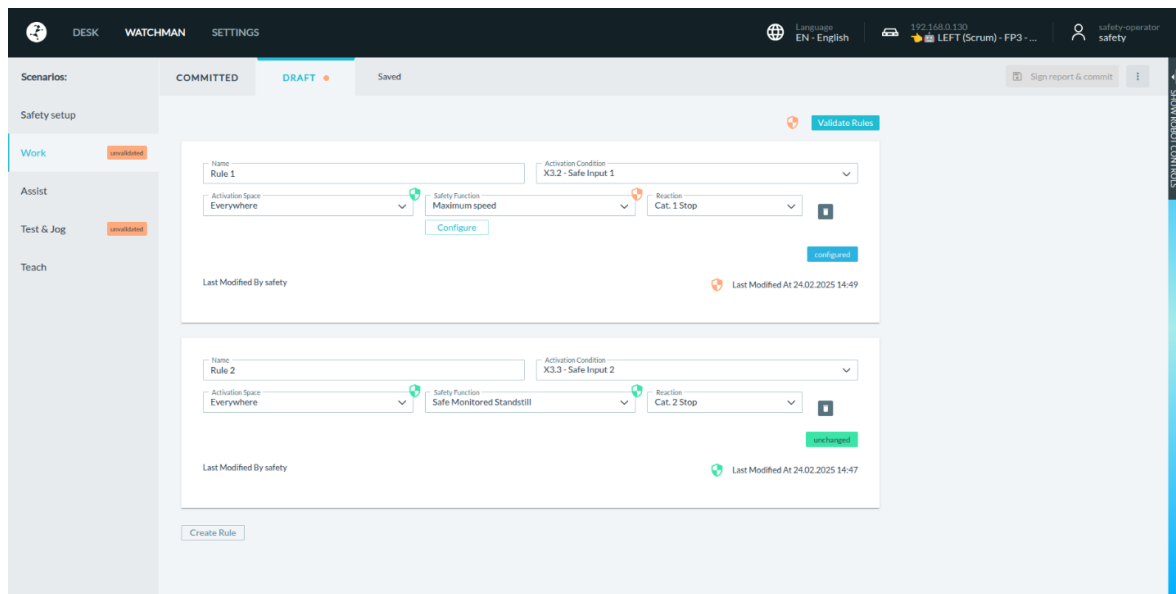 DESK WATCHMAN SETTINGS
Language
EN - English
192.168.0.130
👈🤖 LEFT (Scrum) - FP3 - ...
safety-operator
safety
Scenarios:
COMMITTED DRAFT Saved
Sign report & commit
SHOW ROBOT CONTROLS
Safety setup
Work unvalidated
Assist
Test & Jog unvalidated
Teach
Validate Rules
Name
Rule 1
Activation Condition
X3.2 - Safe Input 1
Activation Space
Everywhere
Safety Function
Maximum speed
Reaction
Cat. 1 Stop
Configure
configured
Last Modified By safety
Last Modified At 24.02.2025 14:49
Name
Rule 2
Activation Condition
X3.3 - Safe Input 2
Activation Space
Everywhere
Safety Function
Safe Monitored Standstill
Reaction
Cat. 2 Stop
unchanged
Last Modified By safety
Last Modified At 24.02.2025 14:47
Create Rule